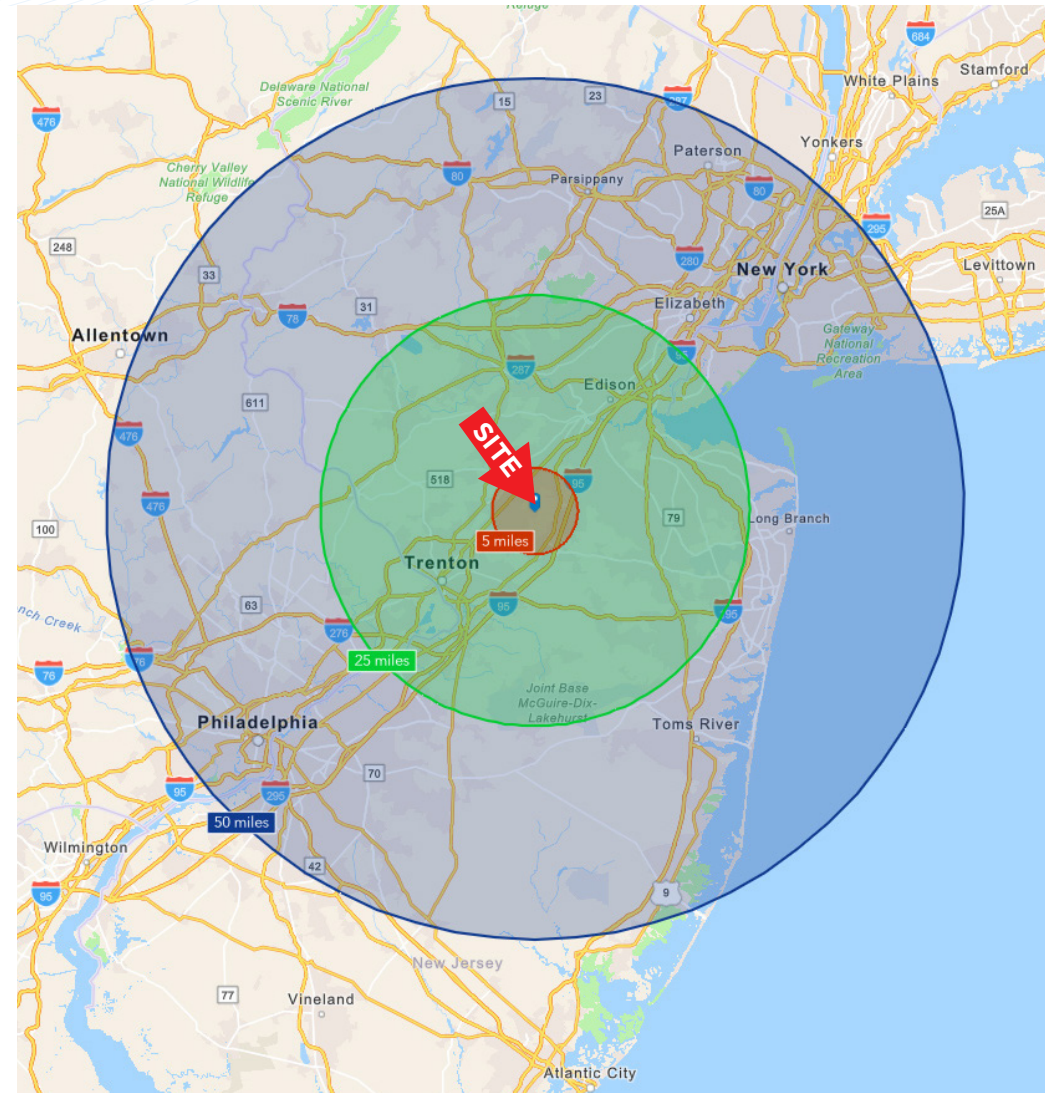 Refuge
684
Stamford
White Plains
Delaware National
Scenic River
15
23
287
476
Yonkers
Paterson
Cherry Valley
National Wildlife
Refuge
80
Parsippany
80
25A
295
248
280
Levittown
33
New York
31
Elizabeth
78
Allentown
Gateway
National
Recreation
Area
95
287
Edison
611
476
SITE
518
95
476
79
Long Branch
100
5 miles
Trenton
95
63
195
nch Creek
276
76
25 miles
76
Joint Base
McGuire-Dix-
Lakehurst
Philadelphia
Toms River
70
95
295
50 miles
Wilmington
42
9
95
New Jersey
77
Vineland
Atlantic City